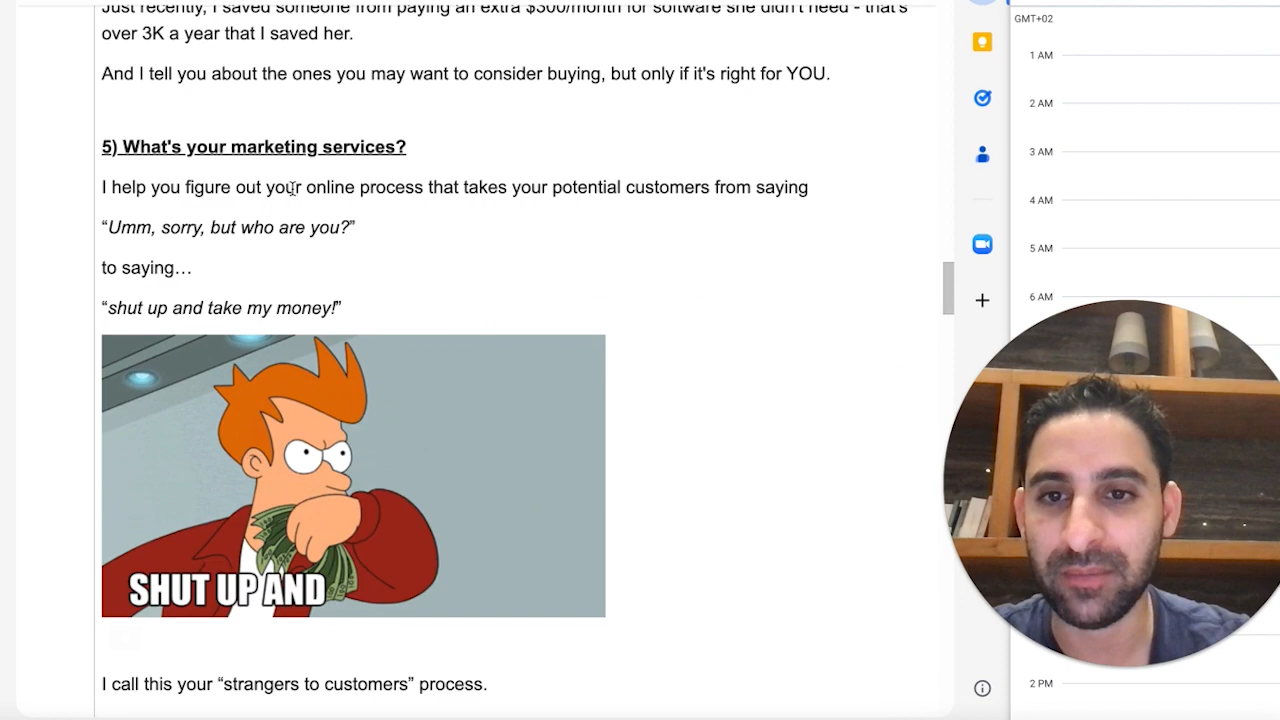 Just recently, I saved someone from paying an extra $300/month for software she didn't need - that's
over 3K a year that I saved her.
And I tell you about the ones you may want to consider buying, but only if it's right for YOU.
5) What's your marketing services?
I help you figure out your online process that takes your potential customers from saying
“Umm, sorry, but who are you?”
to saying…
“shut up and take my money!”
SHUT UP AND
I call this your “strangers to customers” process.
GMT+02
1 AM
2 AM
3 AM
4 AM
5 AM
6 AM
2 PM